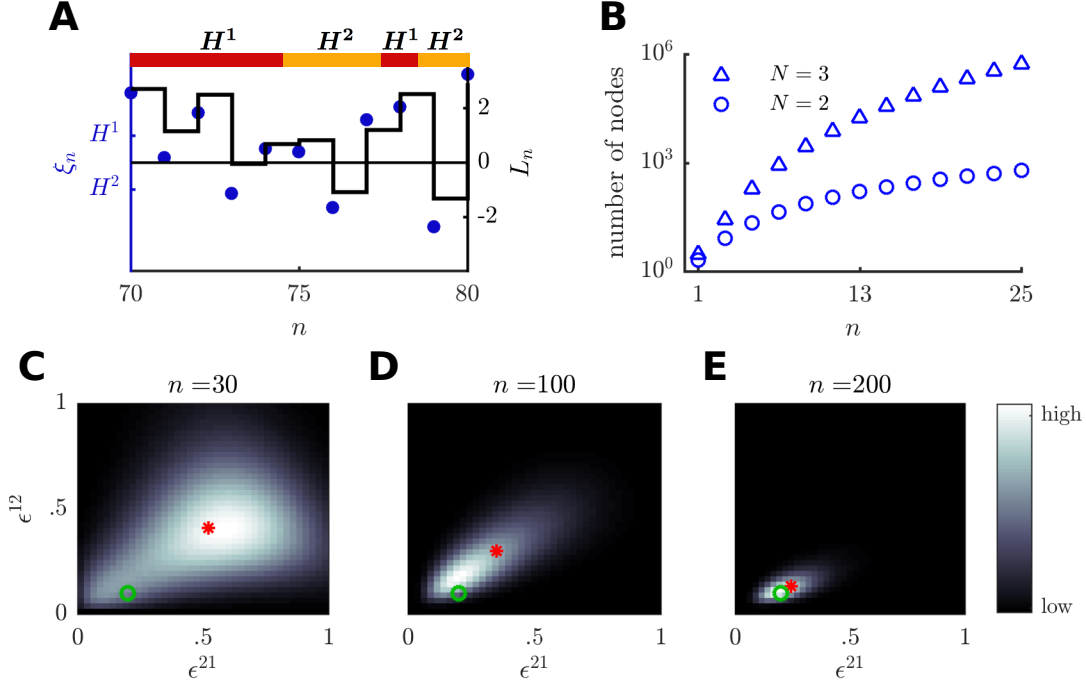 A
H¹ H² H¹ H²
ξₙ
H¹
H²
2
0
-2
Lₙ
70 75 80
n
B
number of nodes
10⁶
10³
10⁰
N = 3
N = 2
1 13 25
n
C
n =30
1
.5
0
ϵ¹²
0 .5 1
ϵ²¹
D
n =100
0 .5 1
ϵ²¹
E
n =200
0 .5 1
ϵ²¹
high
low